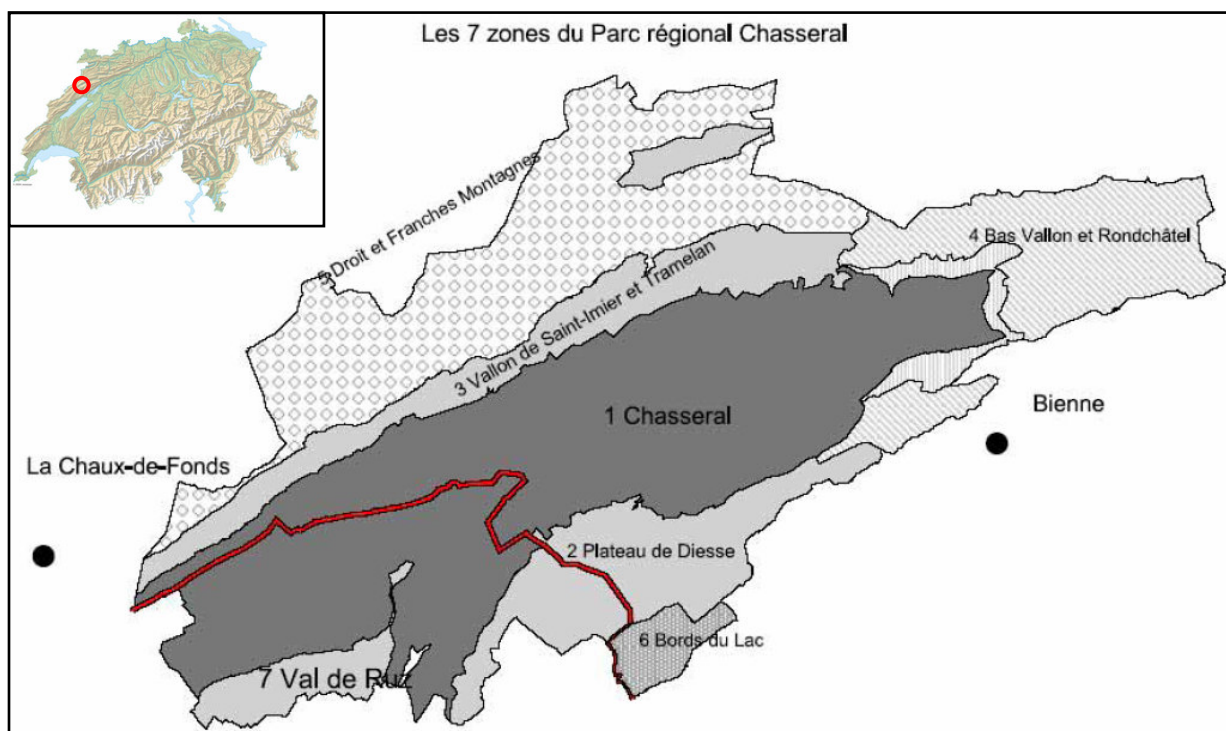 Les 7 zones du Parc régional Chasseral
5 Droit et Franches Montagnes
4 Bas Vallon et Rondchâtel
3 Vallon de Saint-Imier et Tramelan
1 Chasseral
Bienne
La Chaux-de-Fonds
2 Plateau de Diesse
6 Bords du Lac
7 Val de Ruz